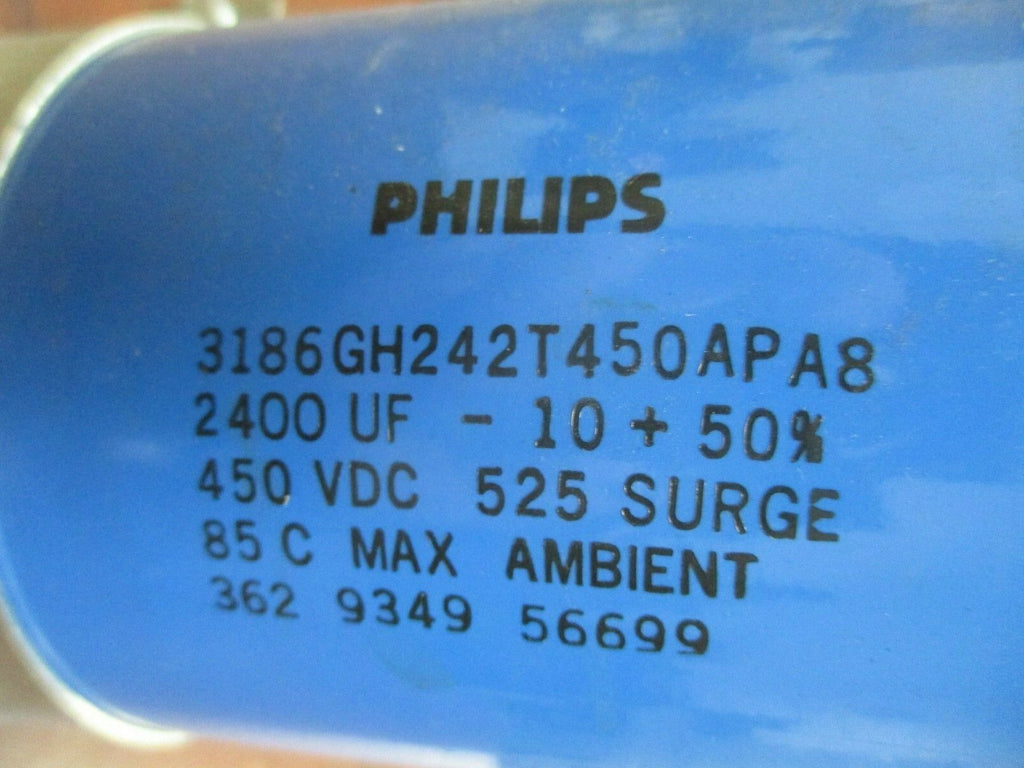 PHILIPS
3186GH242T450APA8
2400 UF - 10 + 50%
450 VDC 525 SURGE
85 C MAX AMBIENT
362 9349 56699